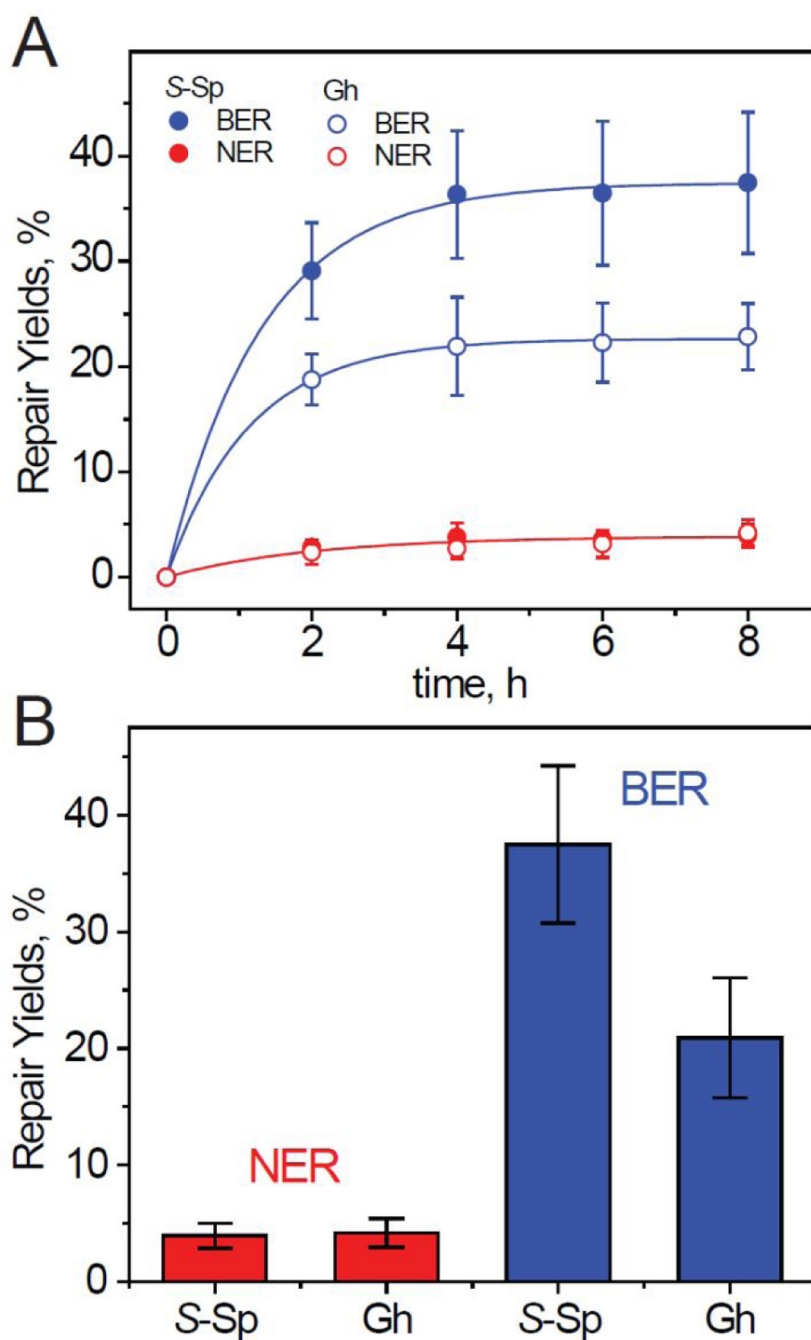 A
S-Sp Gh
BER BER
NER NER
40
30
20
10
0
Repair Yields, %
0 2 4 6 8
time, h
B
BER
40
30
20
NER
10
0
Repair Yields, %
S-Sp Gh S-Sp Gh